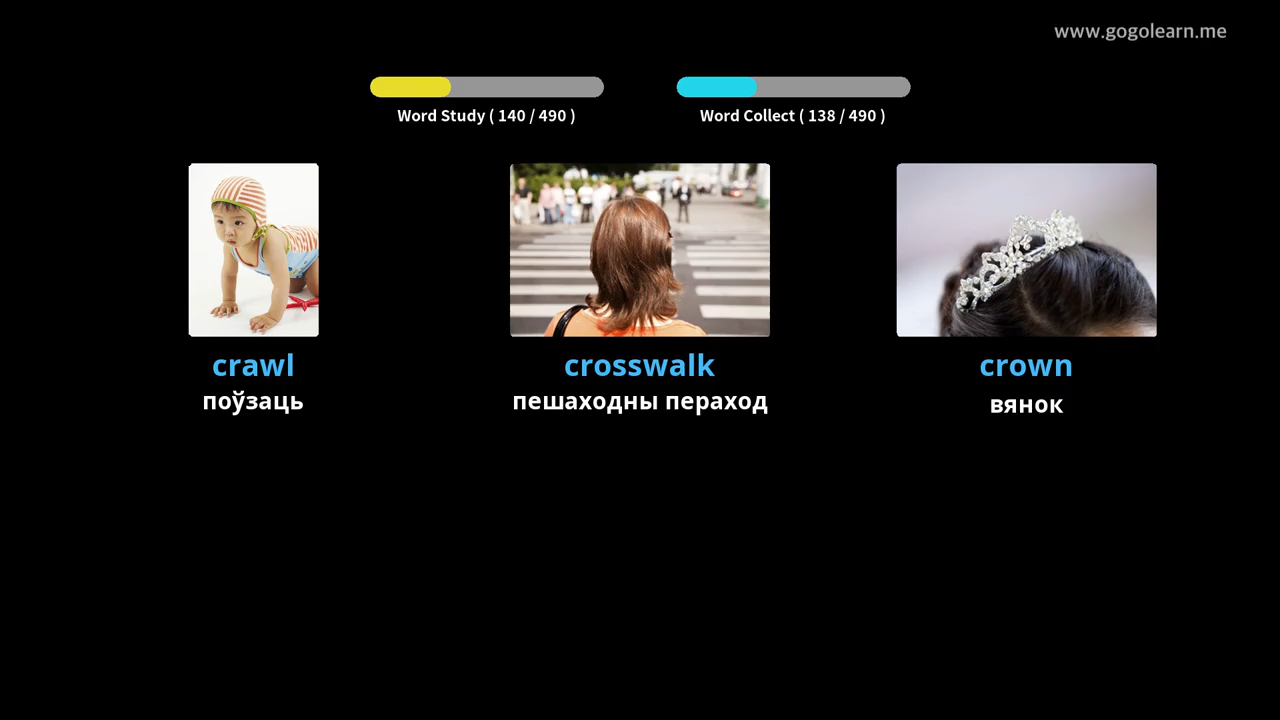 www.gogolearn.me
Word Study ( 140 / 490 )
Word Collect ( 138 / 490 )
crawl
поўзаць
crosswalk
пешаходны пераход
crown
вянок